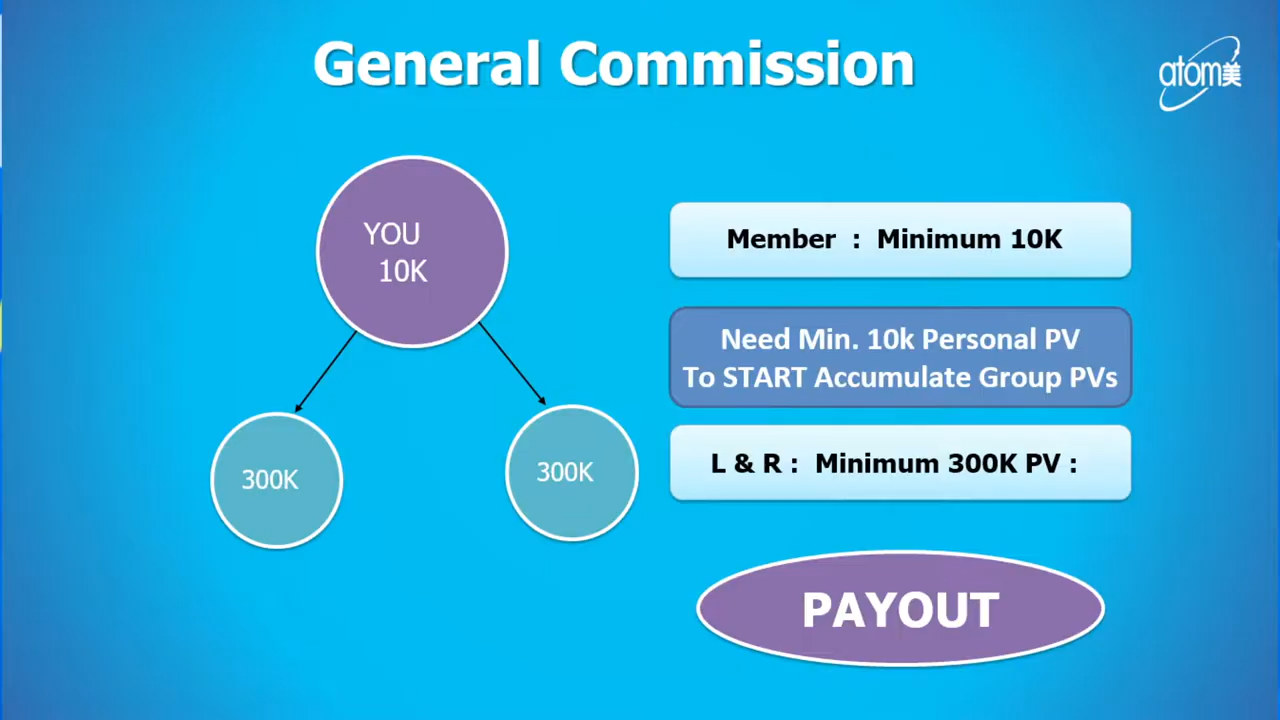 General Commission
atom美
YOU
10K
300K
300K
Member : Minimum 10K
Need Min. 10k Personal PV
To START Accumulate Group PVs
L & R : Minimum 300K PV :
PAYOUT